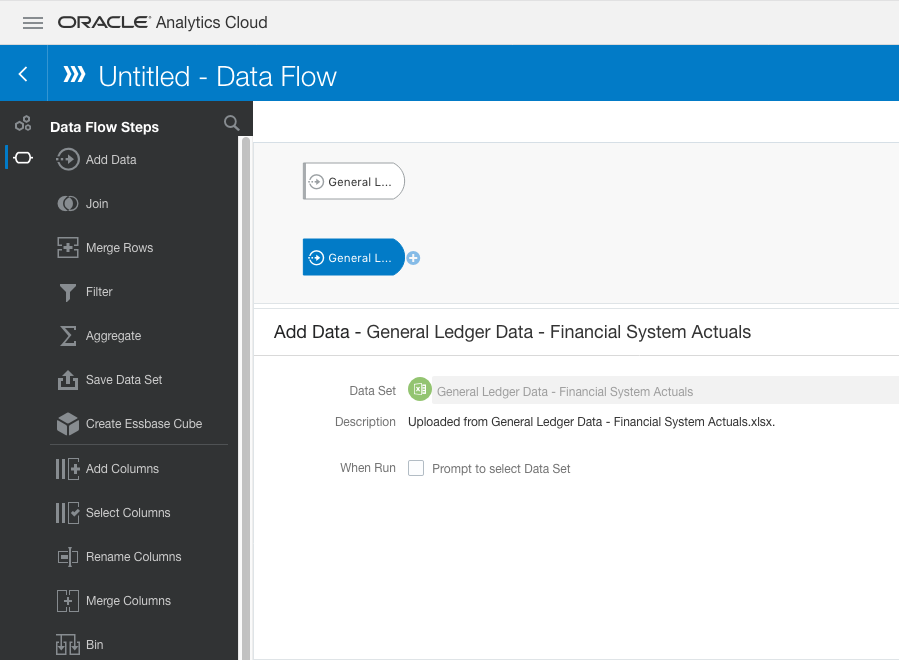 ORACLE® Analytics Cloud
Untitled - Data Flow
Data Flow Steps
Add Data
Join
Merge Rows
Filter
Aggregate
Save Data Set
Create Essbase Cube
Add Columns
Select Columns
Rename Columns
Merge Columns
Bin
General L...
General L...
Add Data - General Ledger Data - Financial System Actuals
Data Set General Ledger Data - Financial System Actuals
Description Uploaded from General Ledger Data - Financial System Actuals.xlsx.
When Run Prompt to select Data Set